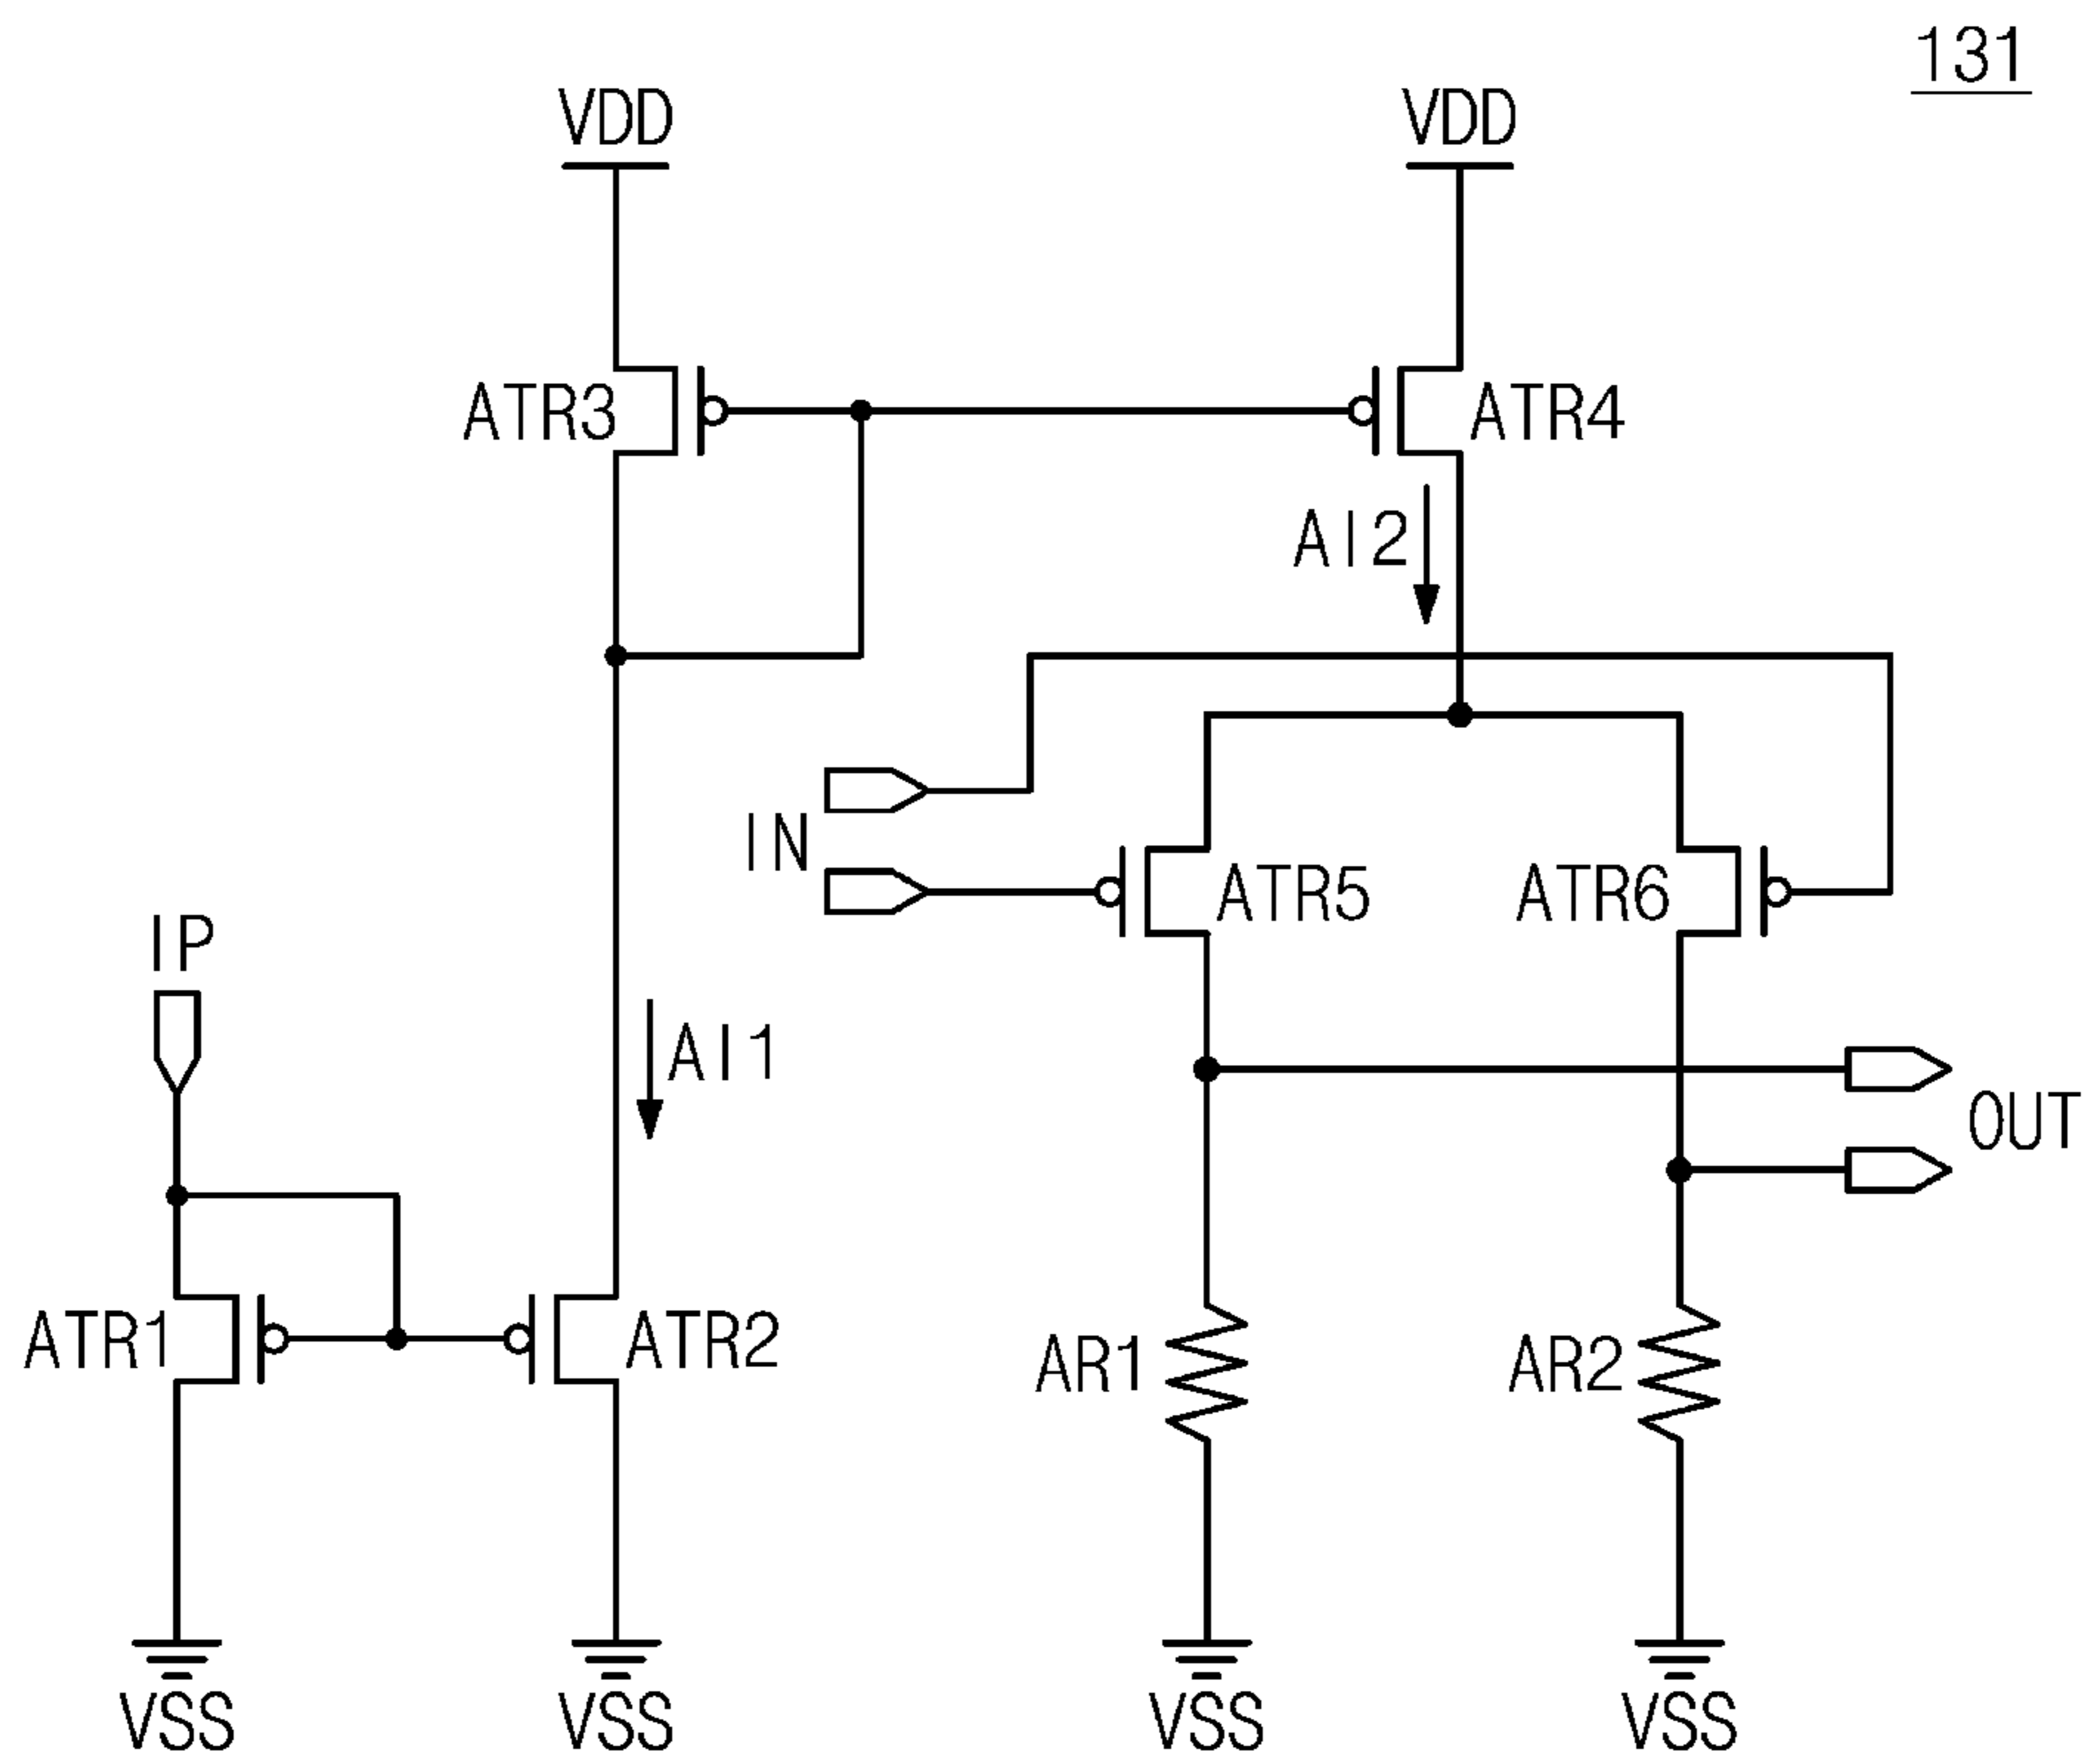 131
VDD
VDD
ATR3
ATR4
AI2
IN
ATR5
ATR6
IP
AI1
OUT
ATR1
ATR2
AR1
AR2
VSS
VSS
VSS
VSS